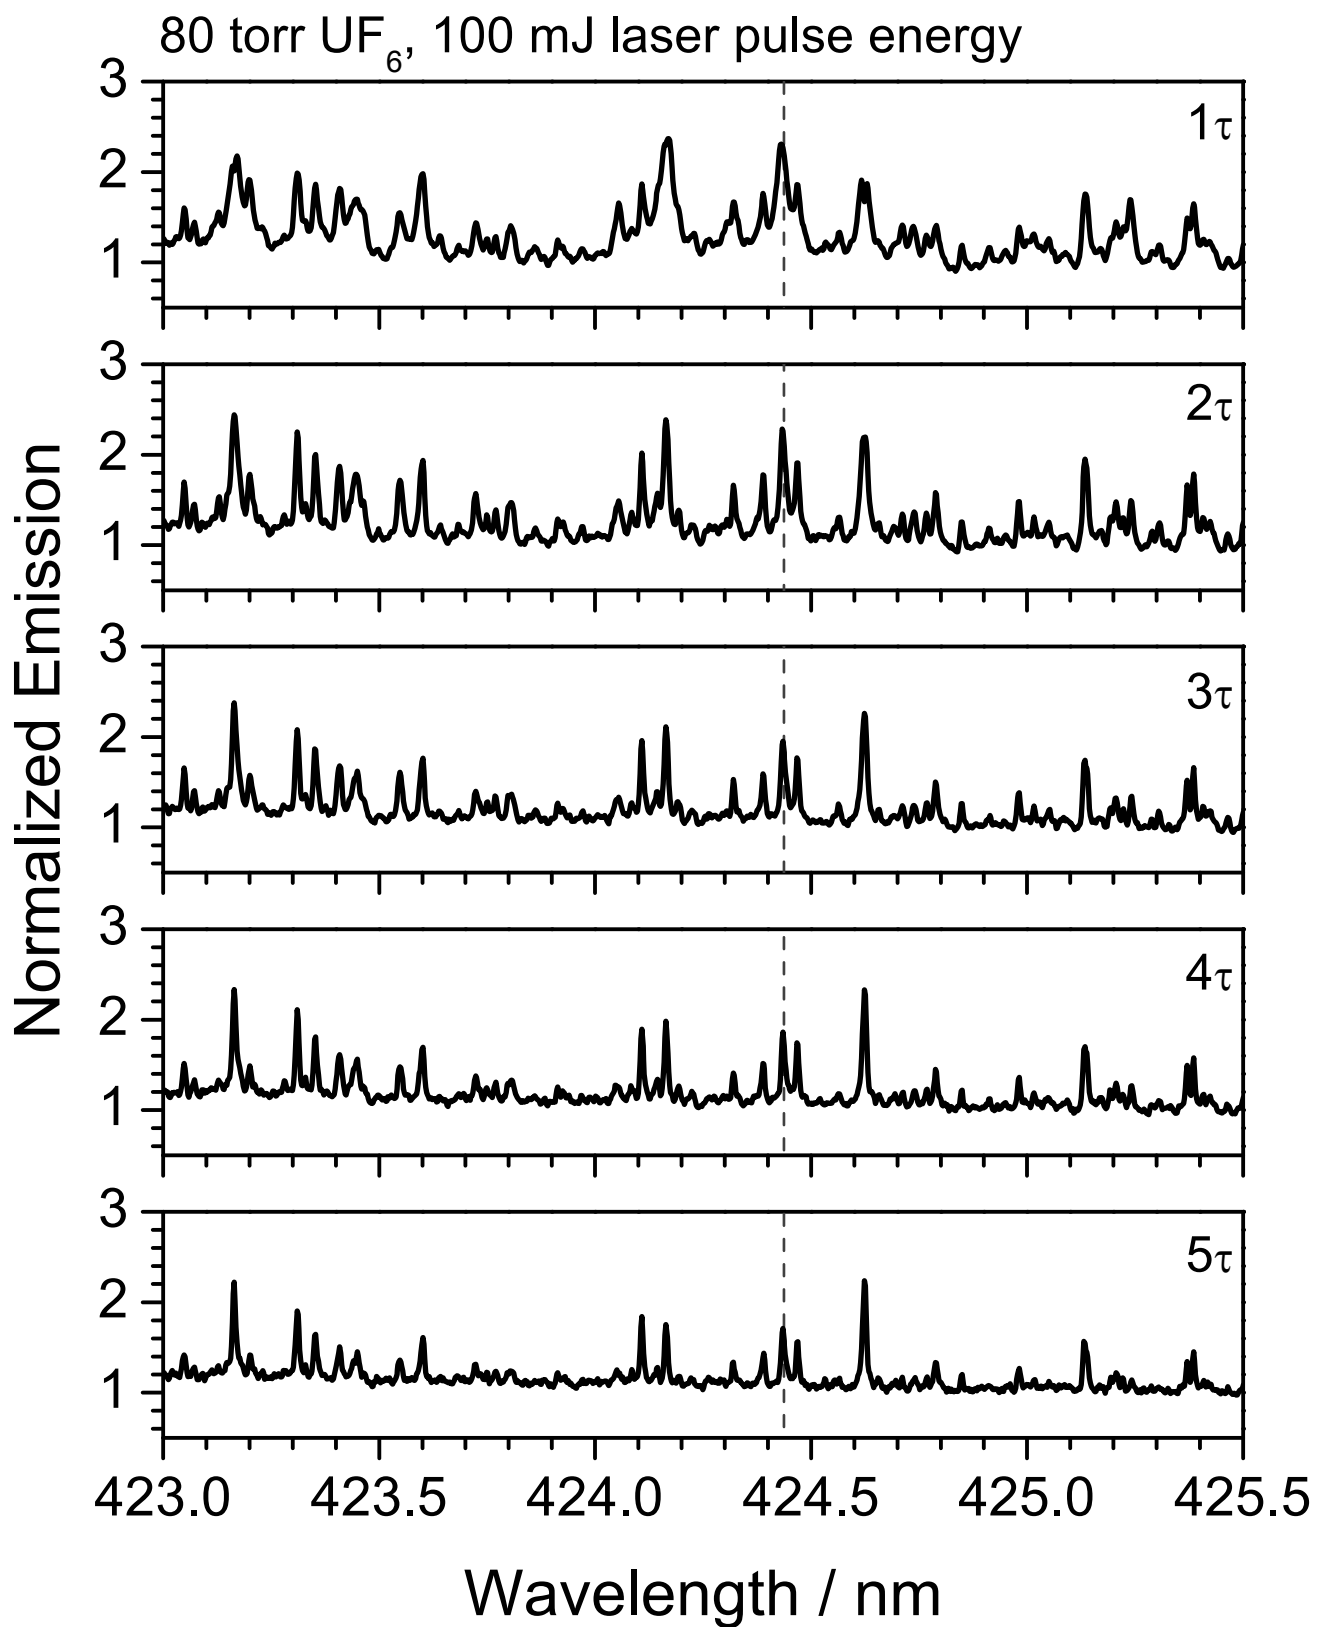 80 torr UF₆, 100 mJ laser pulse energy
3
2
1
1τ
3
2
1
2τ
3
2
1
3τ
3
2
1
4τ
3
2
1
5τ
Normalized Emission
423.0 423.5 424.0 424.5 425.0 425.5
Wavelength / nm